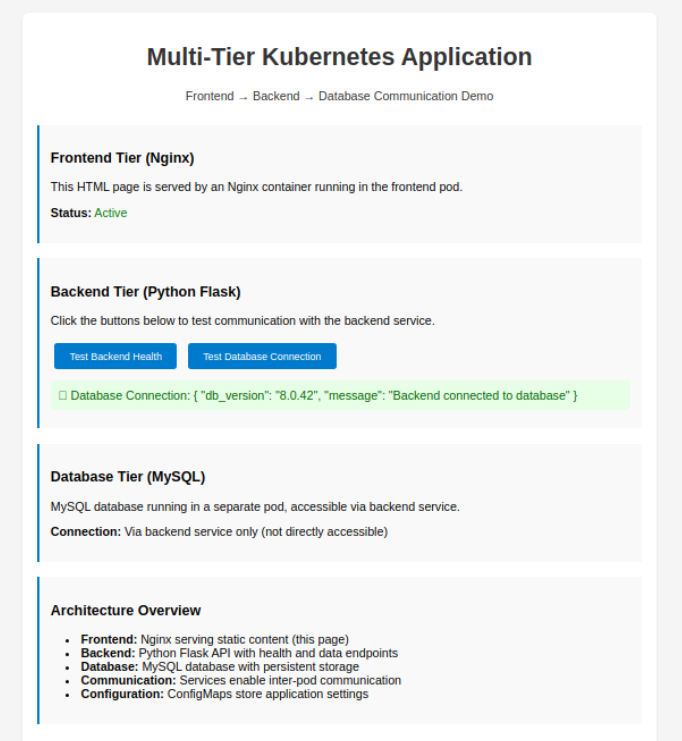 Multi-Tier Kubernetes Application
Frontend → Backend → Database Communication Demo
Frontend Tier (Nginx)
This HTML page is served by an Nginx container running in the frontend pod.
Status: Active
Backend Tier (Python Flask)
Click the buttons below to test communication with the backend service.
Test Backend Health
Test Database Connection
Database Connection: { "db_version": "8.0.42", "message": "Backend connected to database" }
Database Tier (MySQL)
MySQL database running in a separate pod, accessible via backend service.
Connection: Via backend service only (not directly accessible)
Architecture Overview
• Frontend: Nginx serving static content (this page)
• Backend: Python Flask API with health and data endpoints
• Database: MySQL database with persistent storage
• Communication: Services enable inter-pod communication
• Configuration: ConfigMaps store application settings